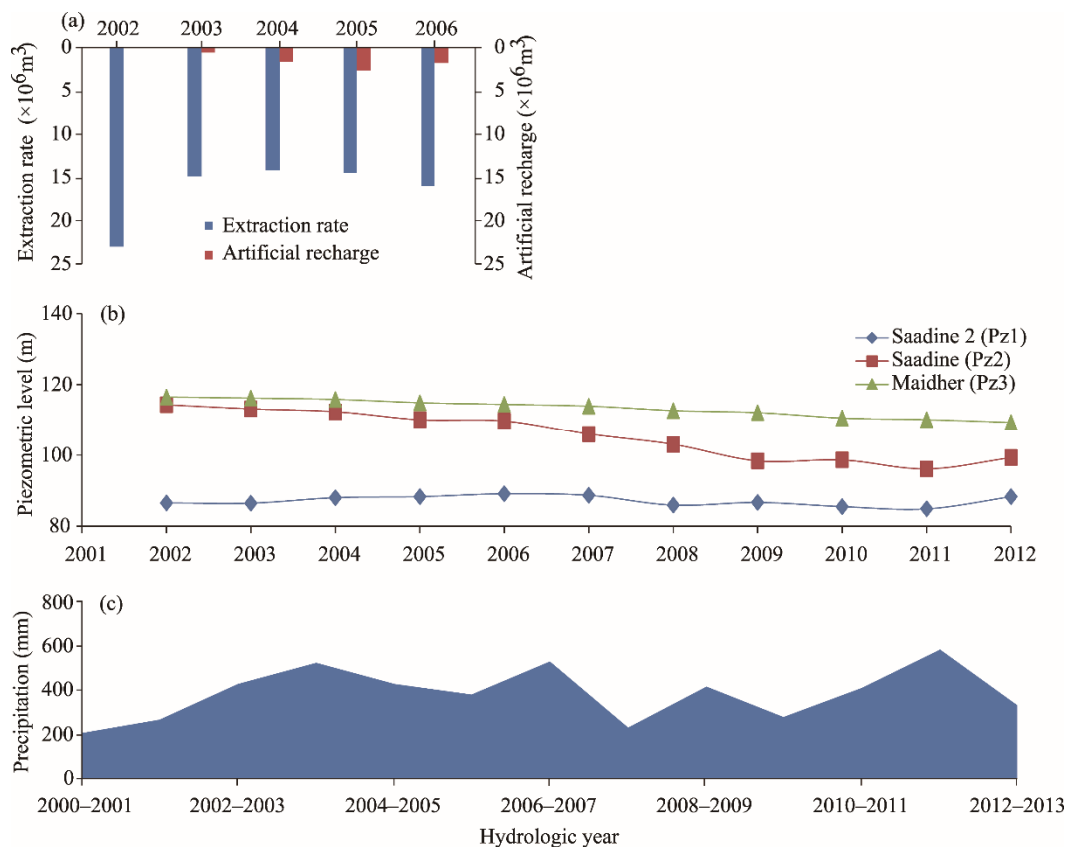 (a)
2002 2003 2004 2005 2006
Extraction rate (×10⁶m³)
0
5
10
15
20
25
Extraction rate
Artificial recharge
0
5
10
15
20
25
Artificial recharge (×10⁶m³)
(b)
Piezometric level (m)
140
120
100
80
Saadine 2 (Pz1)
Saadine (Pz2)
Maidher (Pz3)
2001 2002 2003 2004 2005 2006 2007 2008 2009 2010 2011 2012
(c)
Precipitation (mm)
800
600
400
200
0
2000–2001 2002–2003 2004–2005 2006–2007 2008–2009 2010–2011 2012–2013
Hydrologic year